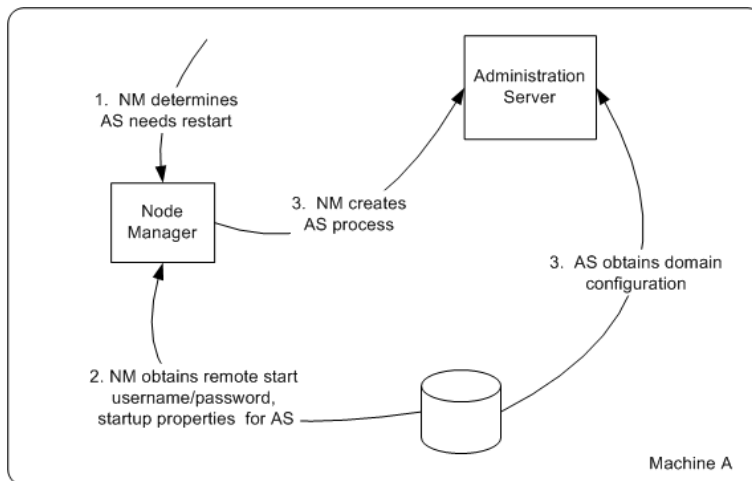 1. NM determines
AS needs restart
Administration
Server
Node
Manager
3. NM creates
AS process
3. AS obtains domain
configuration
2. NM obtains remote start
username/password,
startup properties for AS
Machine A